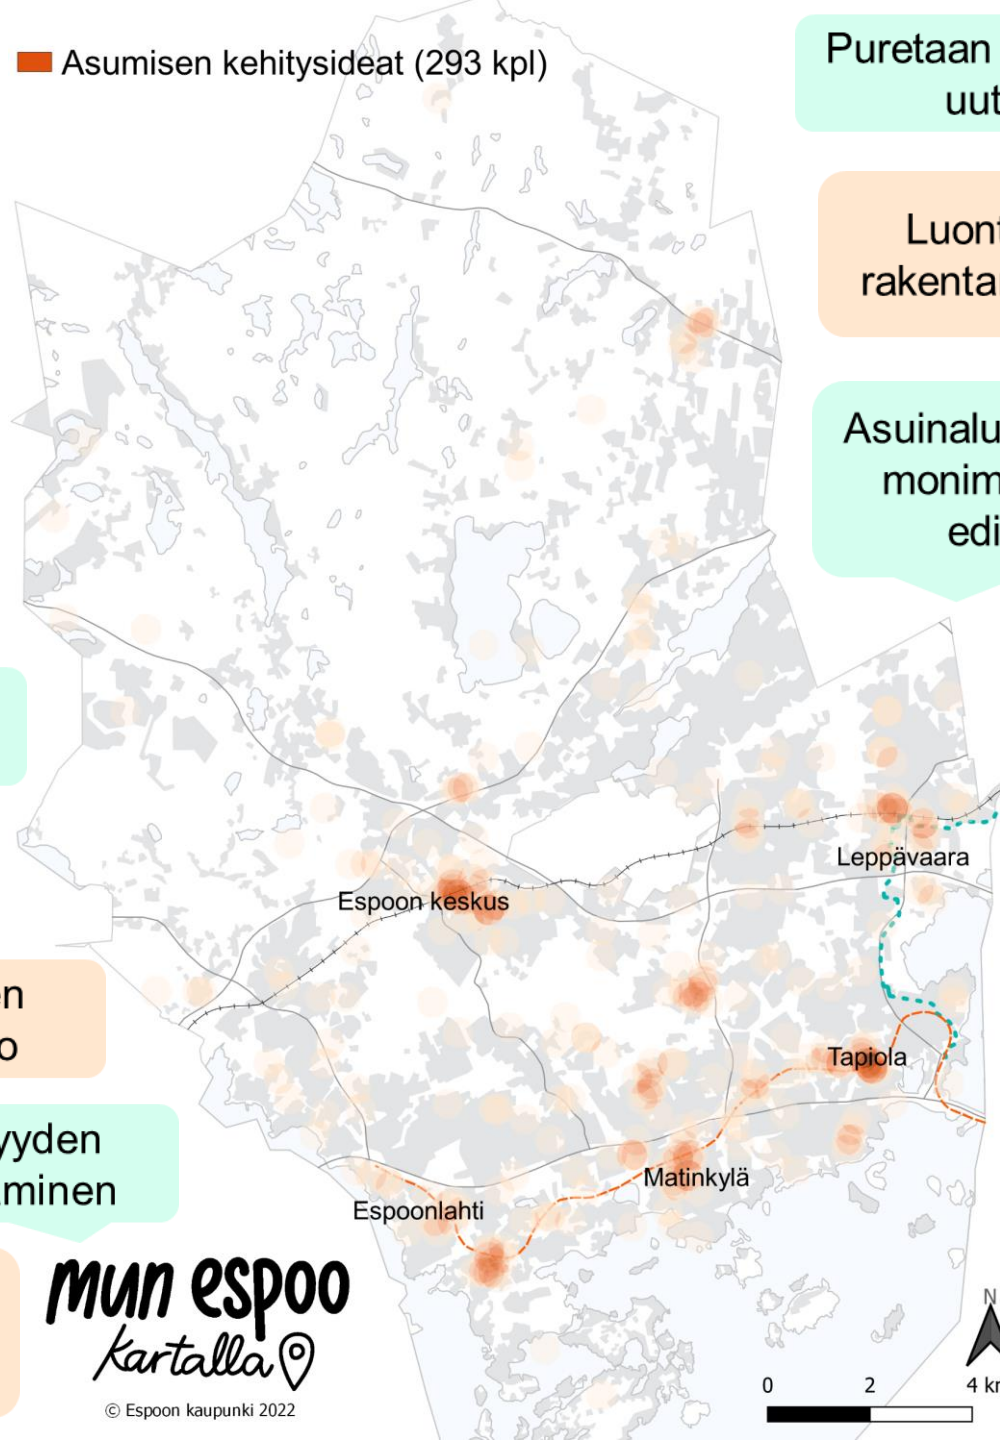 Asumisen kehitysideat (293 kpl)
Puretaan
uut
Luont
rakenta
Asuinalu
monim
edi
Leppävaara
Espoon keskus
en
o
Tapiola
yyden
minen
Matinkylä
Espoonlahti
mun espoo
kartalla
© Espoon kaupunki 2022
N
0 2 4 km